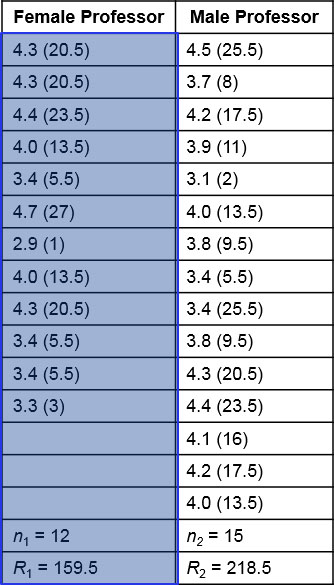 Female Professor Male Professor
4.3 (20.5) 4.5 (25.5)
4.3 (20.5) 3.7 (8)
4.4 (23.5) 4.2 (17.5)
4.0 (13.5) 3.9 (11)
3.4 (5.5) 3.1 (2)
4.7 (27) 4.0 (13.5)
2.9 (1) 3.8 (9.5)
4.0 (13.5) 3.4 (5.5)
4.3 (20.5) 3.4 (25.5)
3.4 (5.5) 3.8 (9.5)
3.4 (5.5) 4.3 (20.5)
3.3 (3) 4.4 (23.5)
4.1 (16)
4.2 (17.5)
4.0 (13.5)
n₁ = 12 n₂ = 15
R₁ = 159.5 R₂ = 218.5